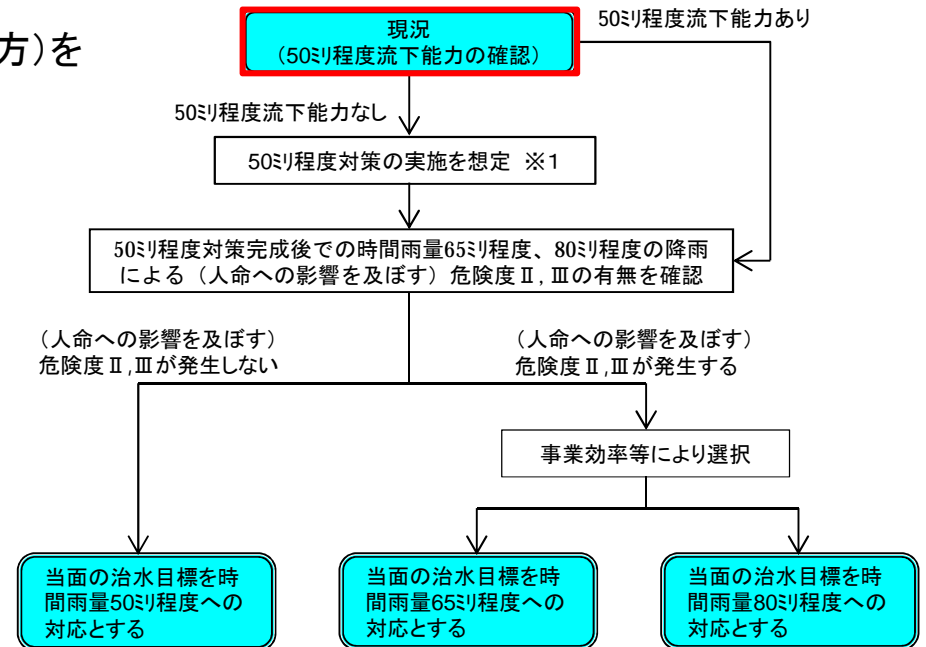 方)を
現況
(50ミリ程度流下能力の確認)
50ミリ程度流下能力あり
50ミリ程度流下能力なし
50ミリ程度対策の実施を想定 ※1
50ミリ程度対策完成後での時間雨量65ミリ程度、80ミリ程度の降雨
による(人命への影響を及ぼす)危険度Ⅱ,Ⅲの有無を確認
(人命への影響を及ぼす)
危険度Ⅱ,Ⅲが発生しない
(人命への影響を及ぼす)
危険度Ⅱ,Ⅲが発生する
事業効率等により選択
当面の治水目標を時
間雨量50ミリ程度への
対応とする
当面の治水目標を時
間雨量65ミリ程度への
対応とする
当面の治水目標を時
間雨量80ミリ程度への
対応とする